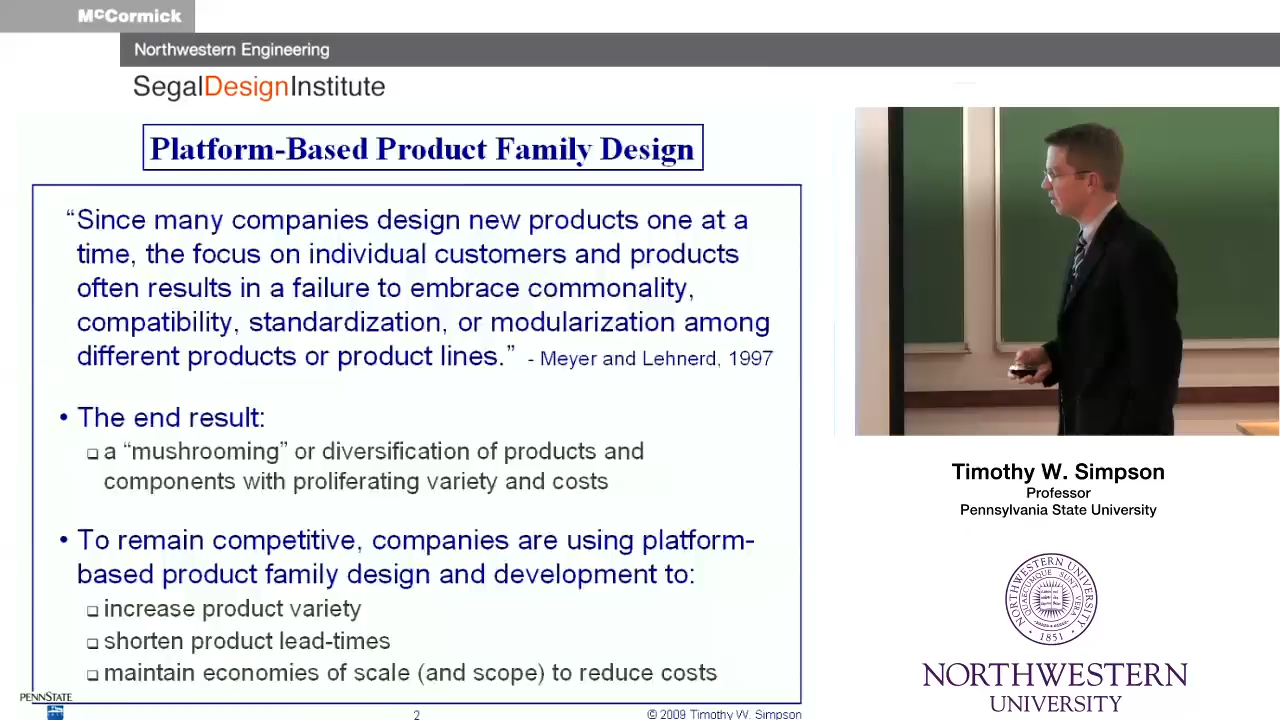 McCormick
Northwestern Engineering
SegalDesignInstitute
Platform-Based Product Family Design
“Since many companies design new products one at a
time, the focus on individual customers and products
often results in a failure to embrace commonality,
compatibility, standardization, or modularization among
different products or product lines.” - Meyer and Lehnerd, 1997
• The end result:
a “mushrooming” or diversification of products and
components with proliferating variety and costs
• To remain competitive, companies are using platform-
based product family design and development to:
increase product variety
shorten product lead-times
maintain economies of scale (and scope) to reduce costs
PENNSTATE
2
© 2009 Timothy W. Simpson
Timothy W. Simpson
Professor
Pennsylvania State University
NORTHWESTERN UNIVERSITY
1851
NORTHWESTERN
UNIVERSITY